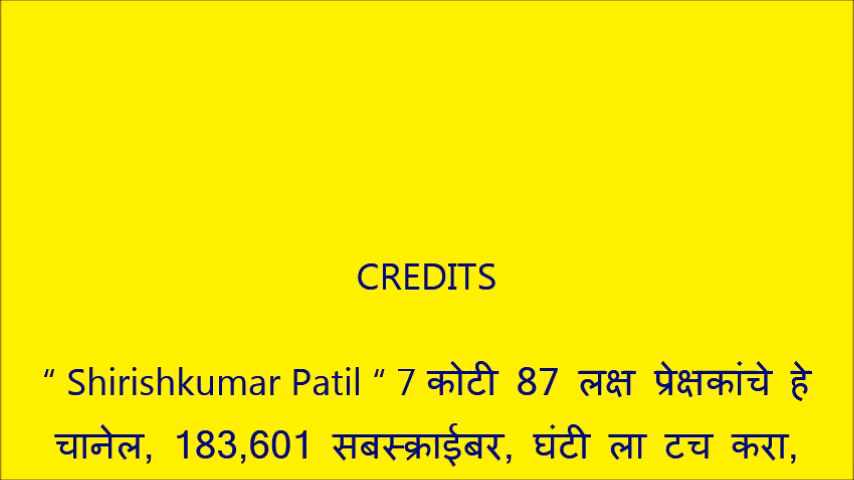 CREDITS
“ Shirishkumar Patil “ 7 कोटी 87 लक्ष प्रेक्षकांचे हे
चानेल, 183,601 सबस्क्राईबर, घंटी ला टच करा,